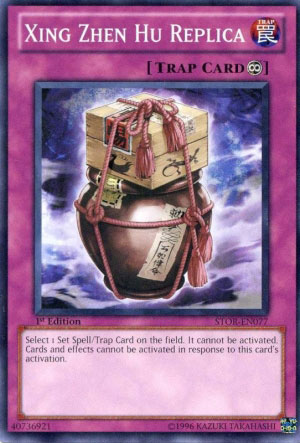 XING ZHEN HU REPLICA
TRAP
罠
[TRAP CARD∞]
1st Edition
STOR-EN077
Select 1 Set Spell/Trap Card on the field. It cannot be activated.
Cards and effects cannot be activated in response to this card's
activation.
40736921
©1996 KAZUKI TAKAHASHI